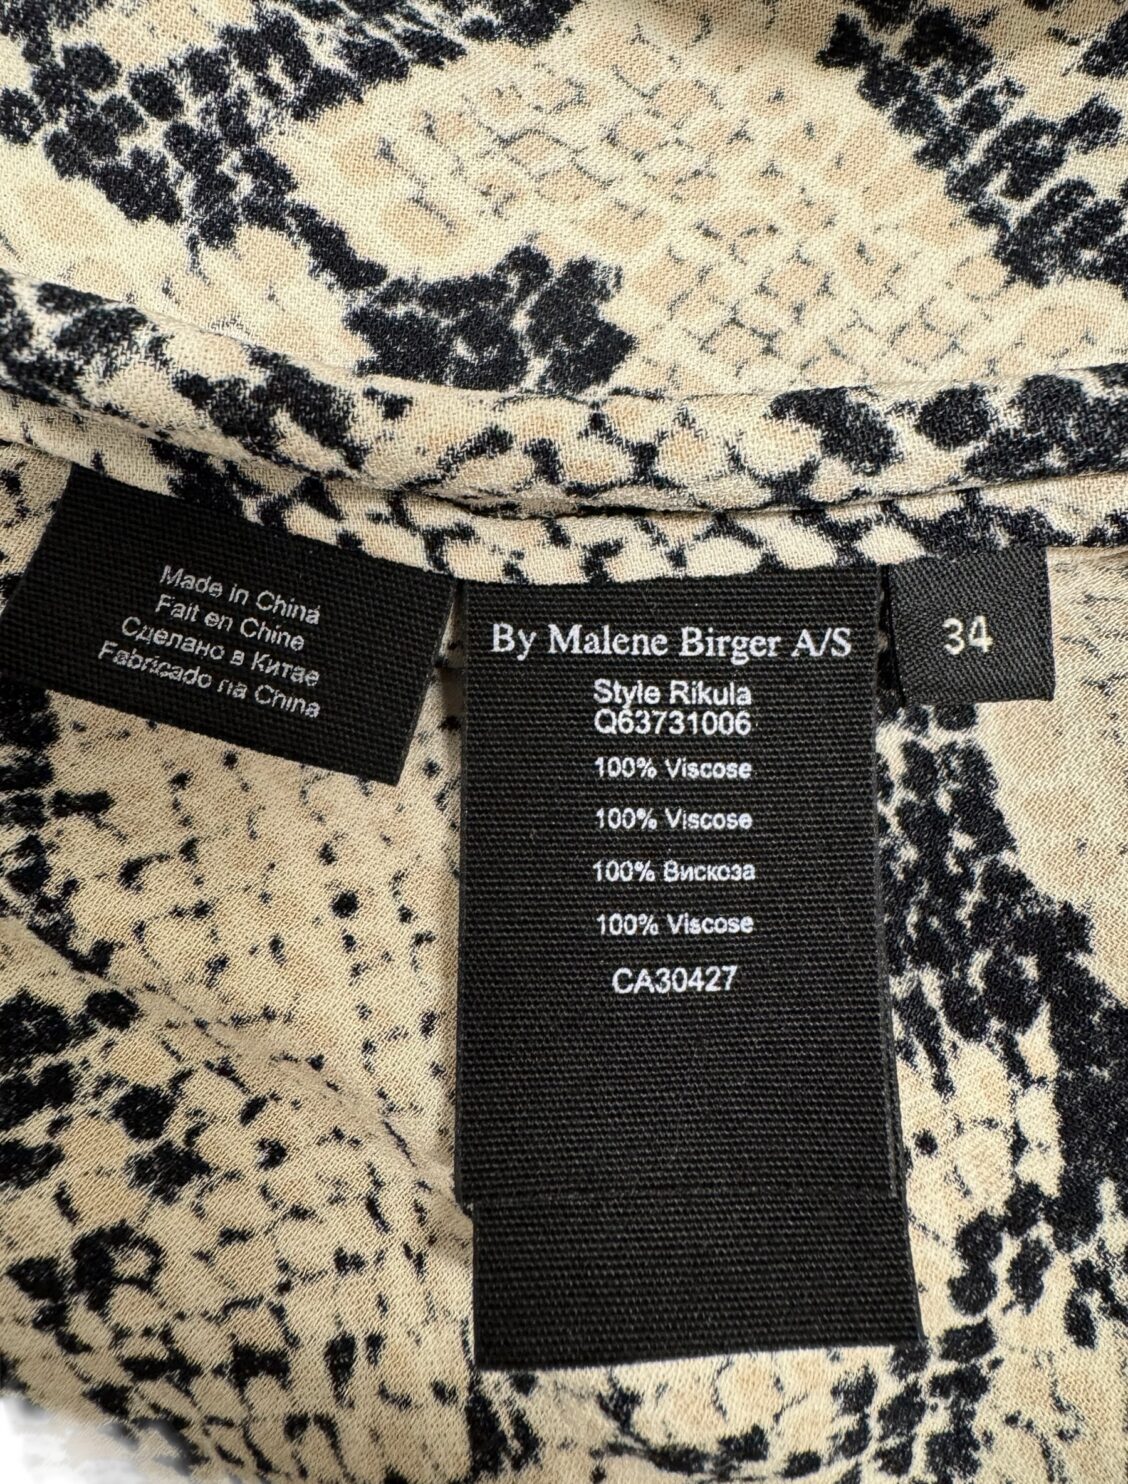 Made in China
Fait en Chine
Сделано в Китае
Fabricado na China
By Malene Birger A/S
Style Rikula
Q63731006
100% Viscose
100% Viscose
100% Вискоза
100% Viscose
CA30427
34